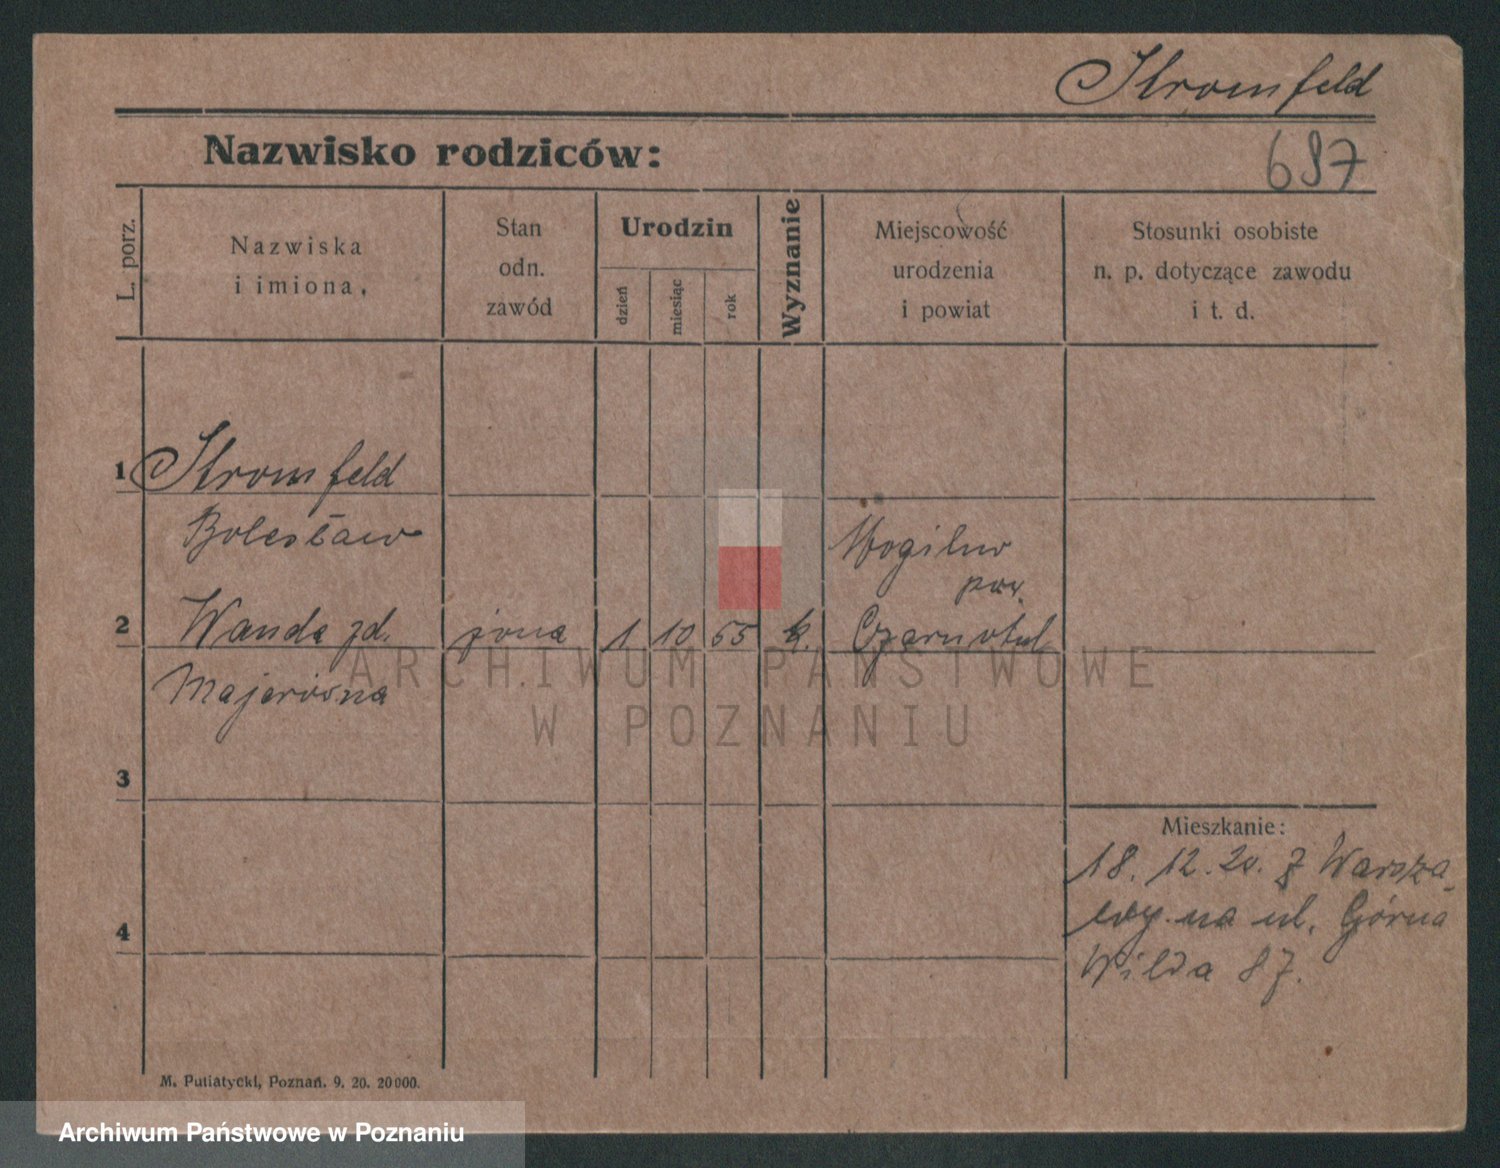 Stromfeld
Nazwisko rodziców:
687
L. porz.
Nazwiska
i imiona,
Stan
odn.
zawód
Urodzin
dzień
miesiąc
rok
Wyznanie
Miejscowość
urodzenia
i powiat
Stosunki osobiste
n. p. dotyczące zawodu
i t. d.
1 Stromfeld
Bolesław
Mogilno
pow.
2 Wanda zd. żona 1 10 55 k. Czarnotul
Majerówna
ARCHIWUM PAŃSTWOWE
W POZNANIU
3
Mieszkanie:
18. 12. 20. z Warsza-
wy na ul. Górna
4
Wilda 87.
M. Putiatycki, Poznań. 9. 20. 20000.
Archiwum Państwowe w Poznaniu